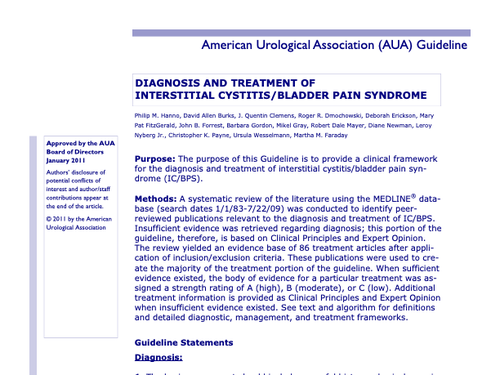 American Urological Association (AUA) Guideline
DIAGNOSIS AND TREATMENT OF
INTERSTITIAL CYSTITIS/BLADDER PAIN SYNDROME
Philip M. Hanno, David Allen Burks, J. Quentin Clemens, Roger R. Dmochowski, Deborah Erickson, Mary
Pat FitzGerald, John B. Forrest, Barbara Gordon, Mikel Gray, Robert Dale Mayer, Diane Newman, Leroy
Nyberg Jr., Christopher K. Payne, Ursula Wesselmann, Martha M. Faraday
Approved by the AUA
Board of Directors
January 2011
Authors' disclosure of
potential conflicts of
interest and author/staff
contributions appear at
the end of the article.
© 2011 by the American
Urological Association
Purpose: The purpose of this Guideline is to provide a clinical framework
for the diagnosis and treatment of interstitial cystitis/bladder pain syn-
drome (IC/BPS).
Methods: A systematic review of the literature using the MEDLINE® data-
base (search dates 1/1/83-7/22/09) was conducted to identify peer-
reviewed publications relevant to the diagnosis and treatment of IC/BPS.
Insufficient evidence was retrieved regarding diagnosis; this portion of the
guideline, therefore, is based on Clinical Principles and Expert Opinion.
The review yielded an evidence base of 86 treatment articles after appli-
cation of inclusion/exclusion criteria. These publications were used to cre-
ate the majority of the treatment portion of the guideline. When sufficient
evidence existed, the body of evidence for a particular treatment was as-
signed a strength rating of A (high), B (moderate), or C (low). Additional
treatment information is provided as Clinical Principles and Expert Opinion
when insufficient evidence existed. See text and algorithm for definitions
and detailed diagnostic, management, and treatment frameworks.
Guideline Statements
Diagnosis: